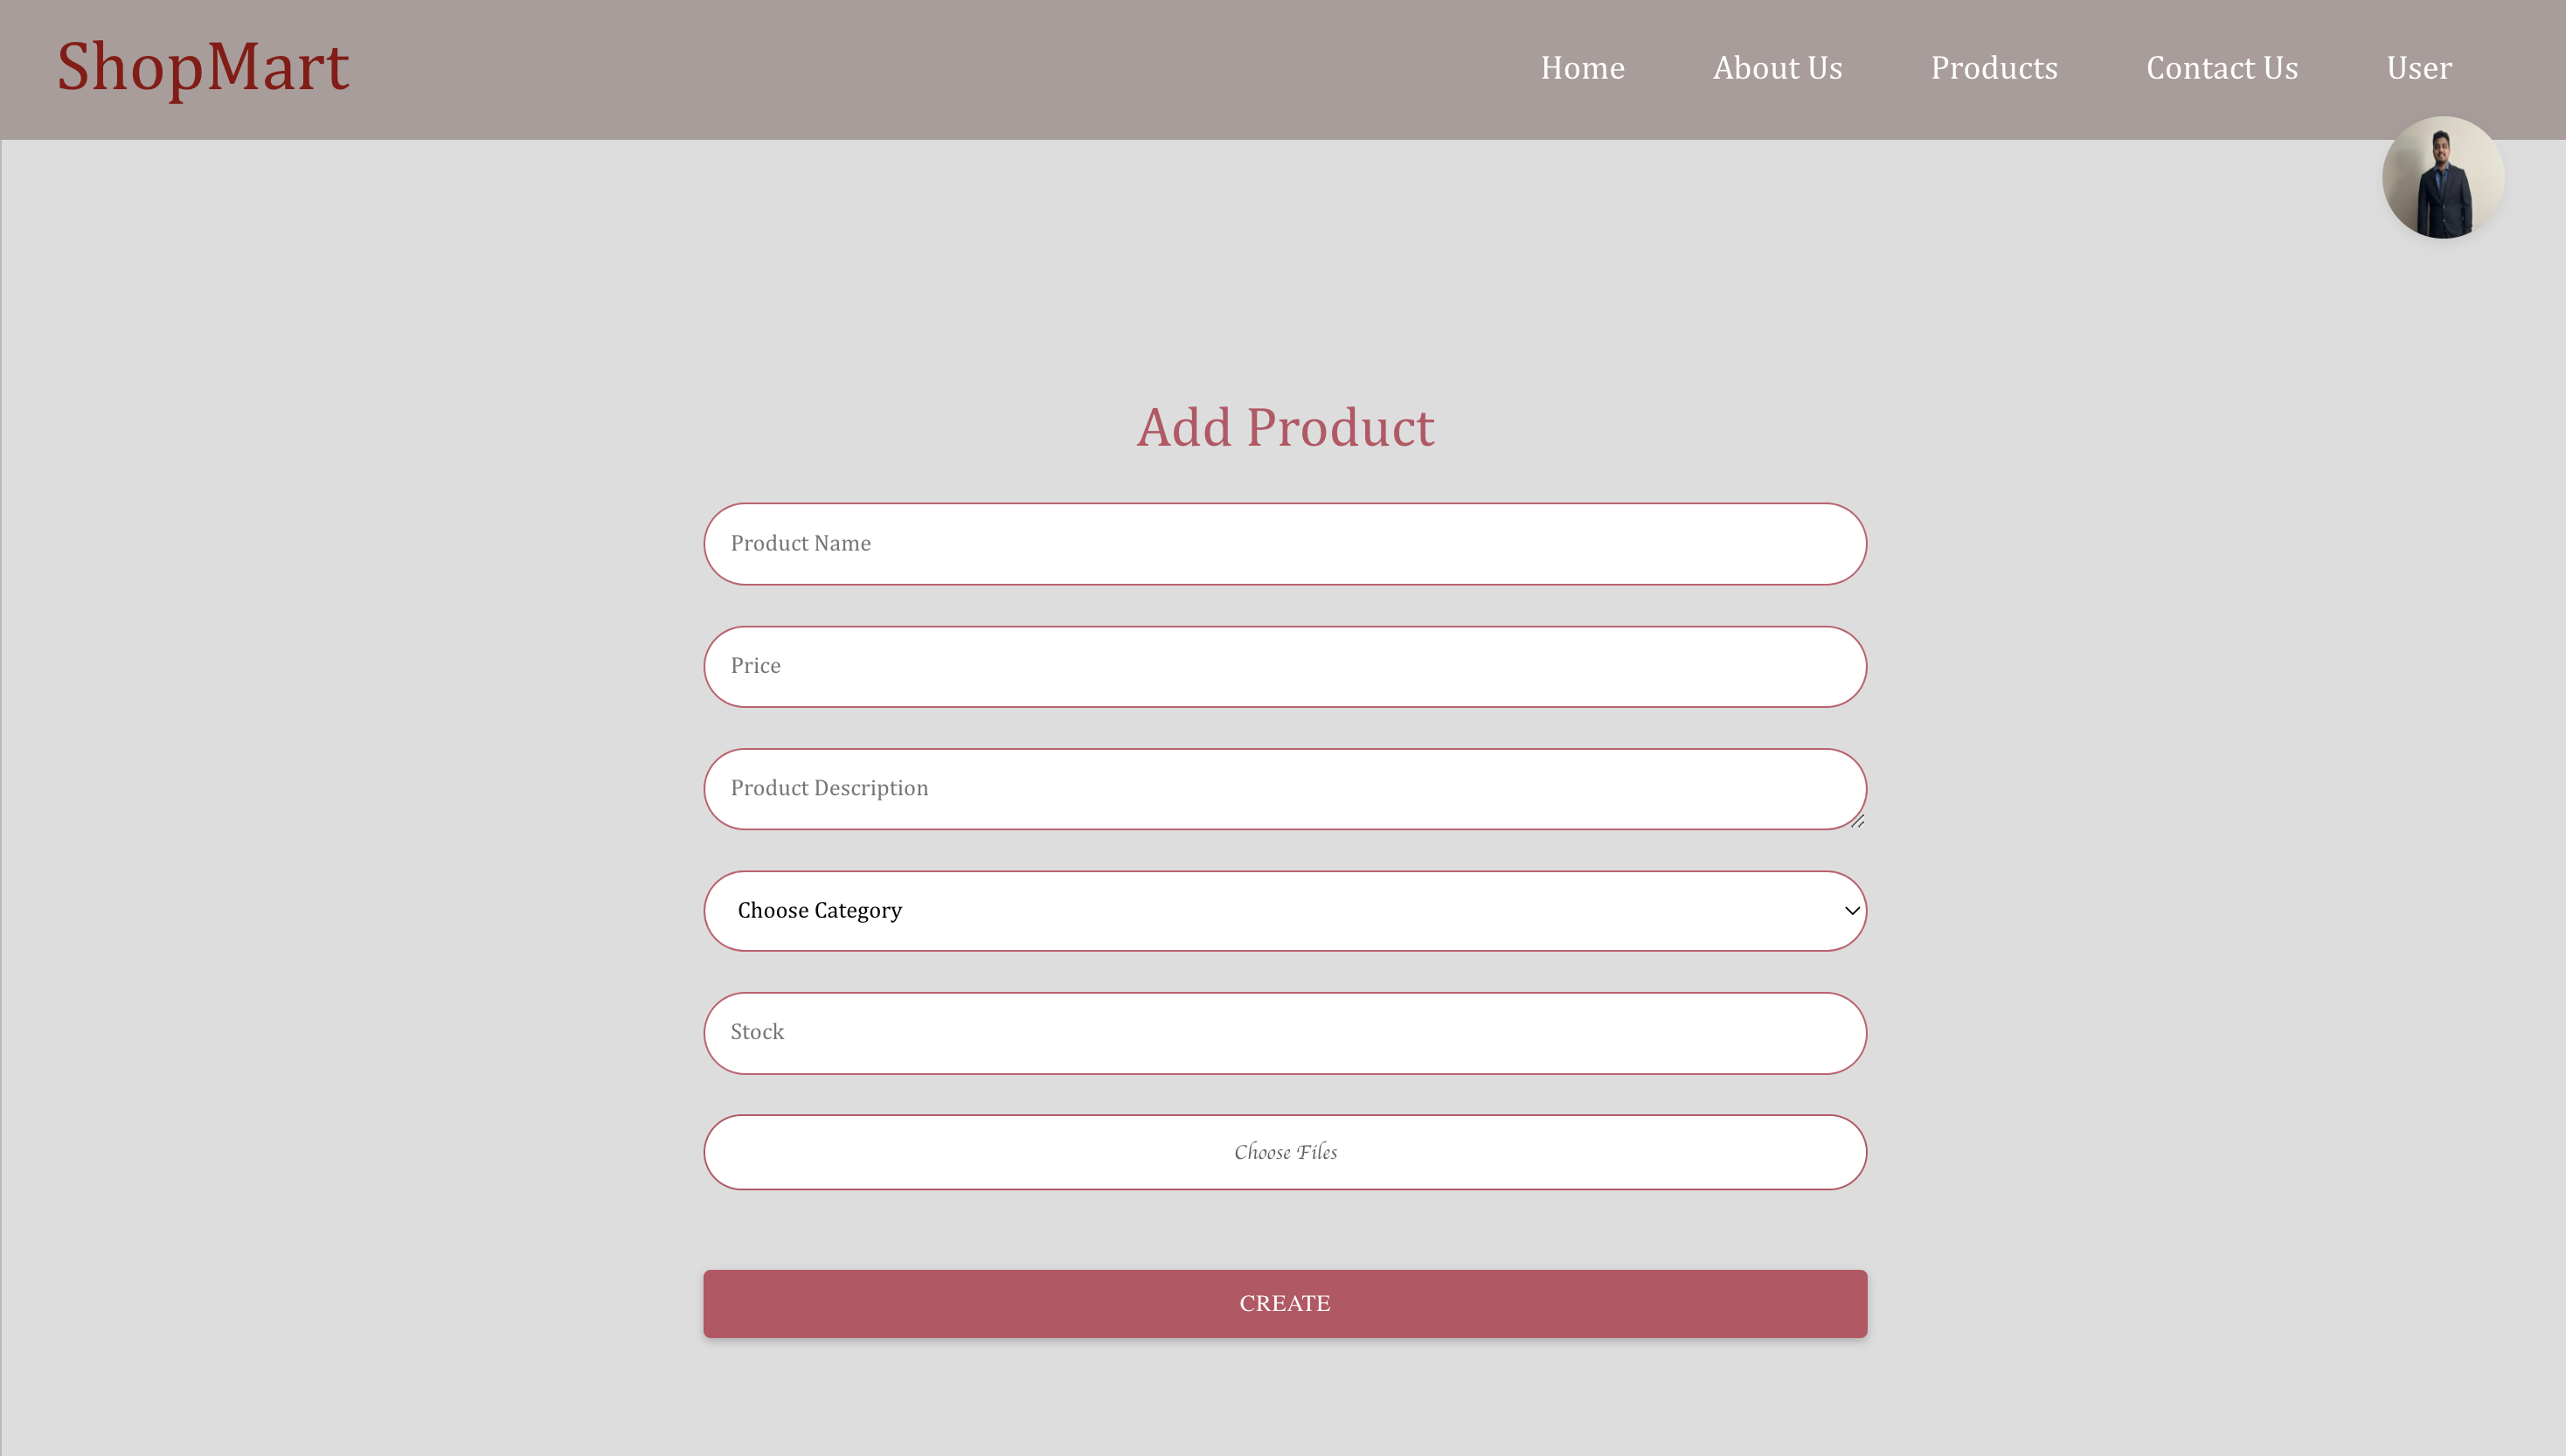 ShopMart
Home About Us Products Contact Us User
Add Product
Product Name
Price
Product Description
Choose Category
Stock
Choose Files
CREATE